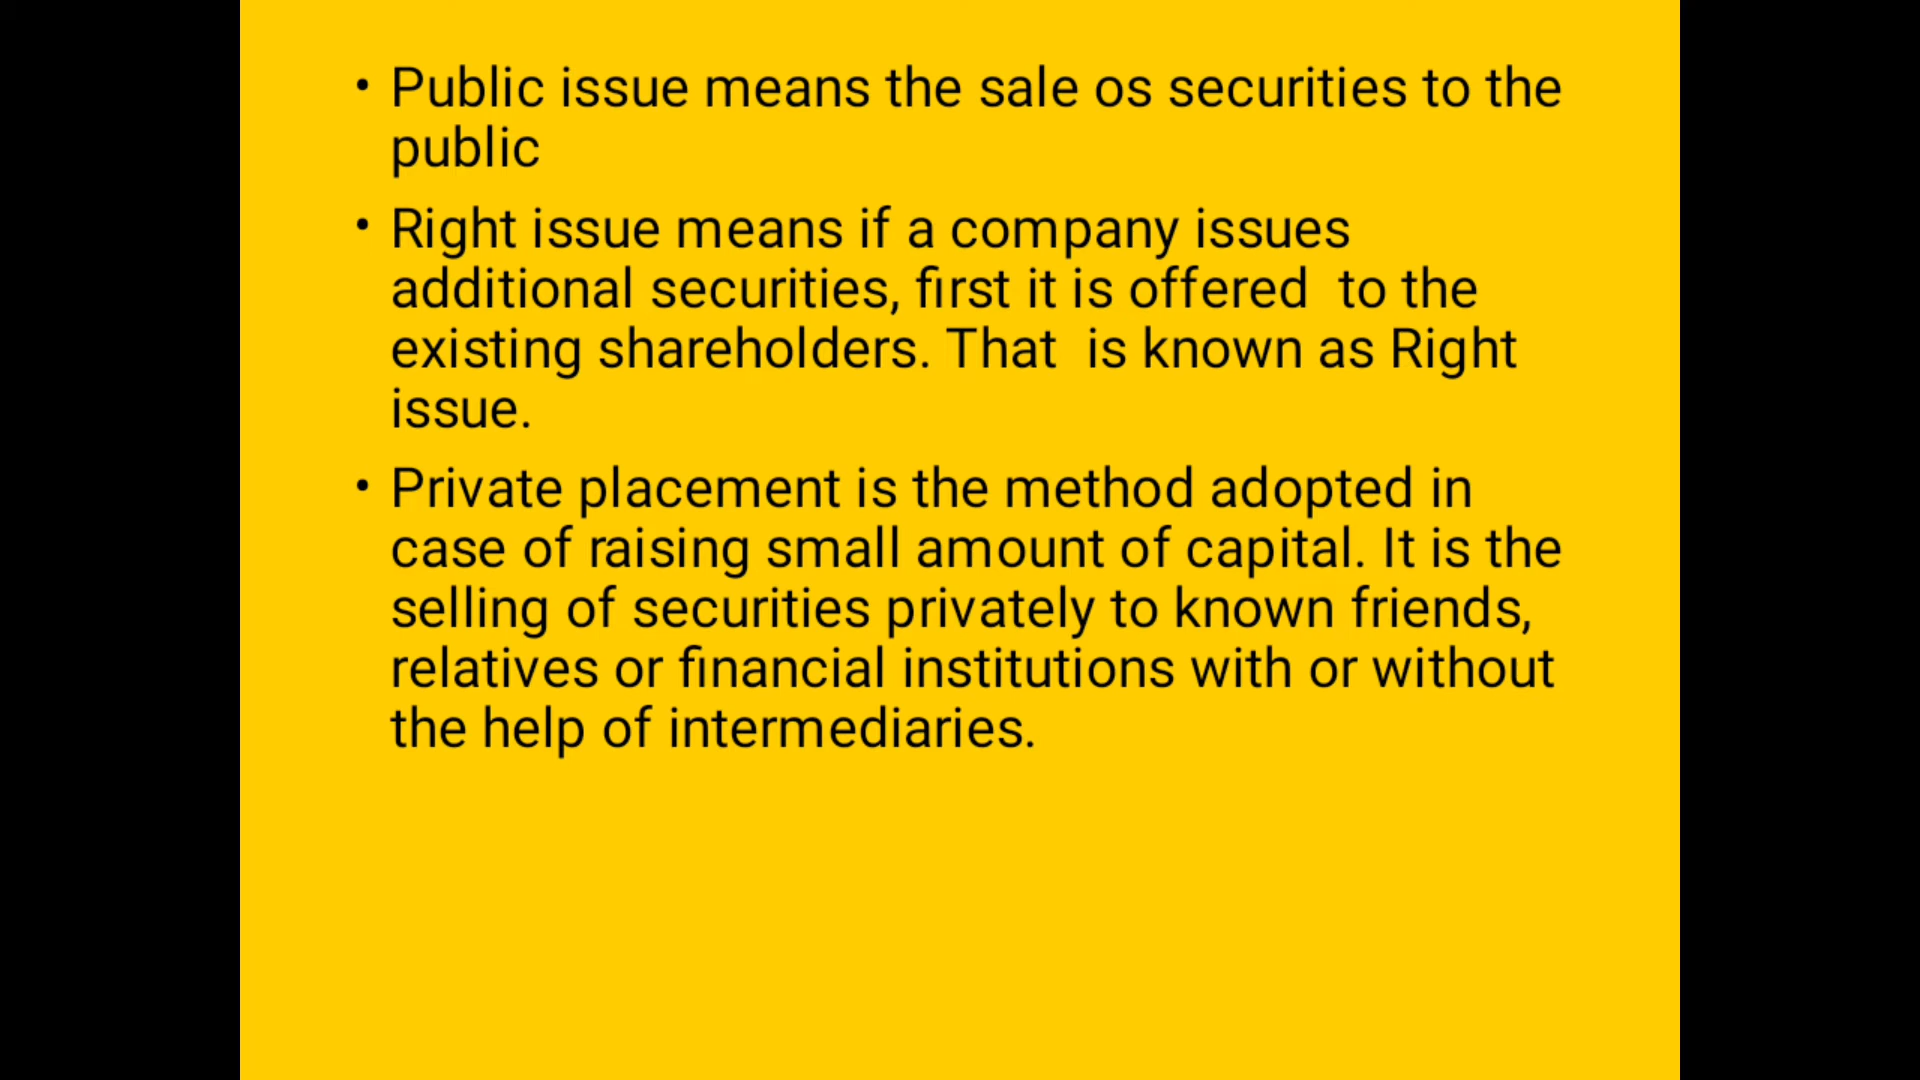 • Public issue means the sale os securities to the
public
• Right issue means if a company issues
additional securities, first it is offered  to the
existing shareholders. That  is known as Right
issue.
• Private placement is the method adopted in
case of raising small amount of capital. It is the
selling of securities privately to known friends,
relatives or financial institutions with or without
the help of intermediaries.